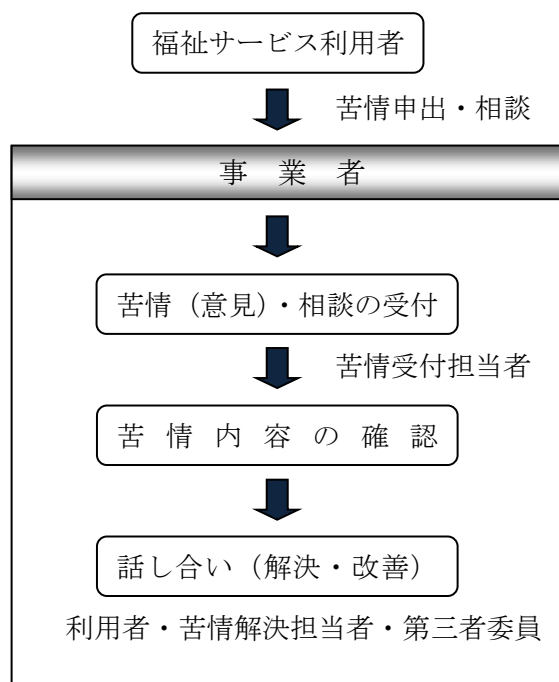 福祉サービス利用者
苦情申出・相談
事業者
苦情（意見）・相談の受付
苦情受付担当者
苦情内容の確認
話し合い（解決・改善）
利用者・苦情解決担当者・第三者委員